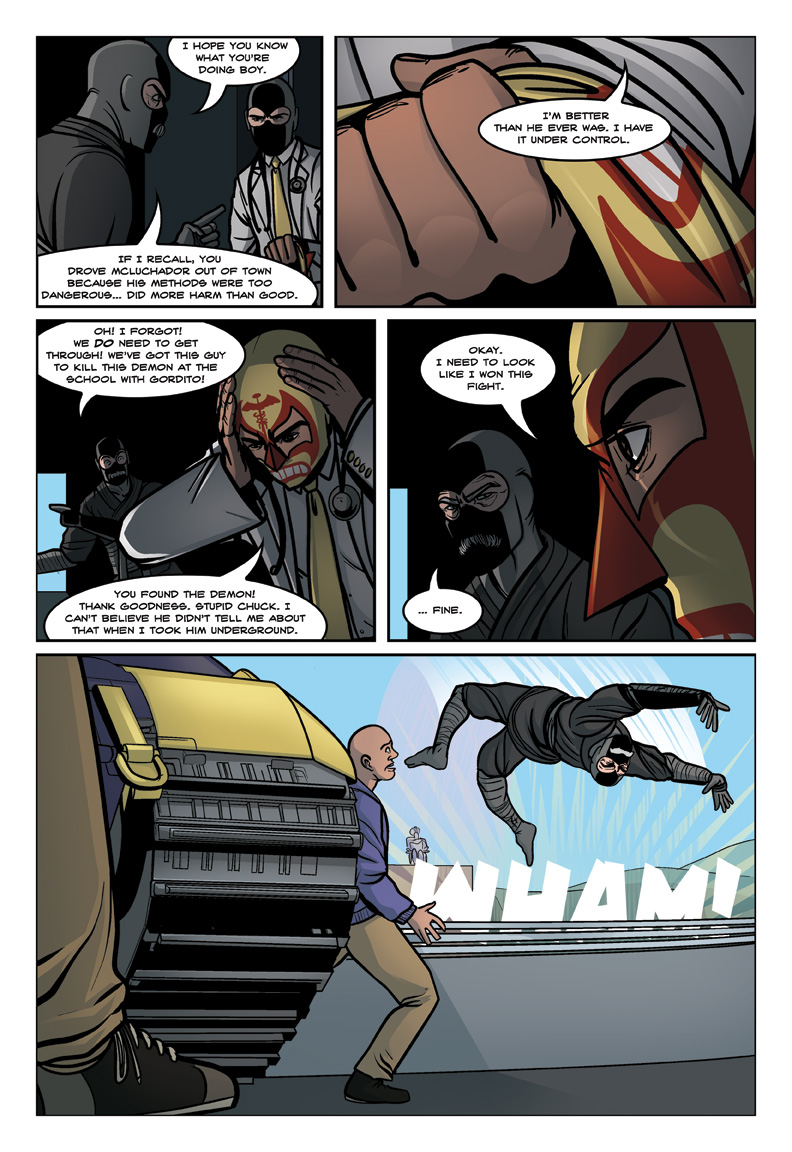 I HOPE YOU KNOW
WHAT YOU'RE
DOING BOY.
IF I RECALL, YOU
DROVE MCLUCHADOR OUT OF TOWN
BECAUSE HIS METHODS WERE TOO
DANGEROUS... DID MORE HARM THAN GOOD.
I'M BETTER
THAN HE EVER WAS. I HAVE
IT UNDER CONTROL.
OH! I FORGOT!
WE DO NEED TO GET
THROUGH! WE'VE GOT THIS GUY
TO KILL THIS DEMON AT THE
SCHOOL WITH GORDITO!
YOU FOUND THE DEMON!
THANK GOODNESS. STUPID CHUCK. I
CAN'T BELIEVE HE DIDN'T TELL ME ABOUT
THAT WHEN I TOOK HIM UNDERGROUND.
OKAY.
I NEED TO LOOK
LIKE I WON THIS
FIGHT.
... FINE.
WHAM!